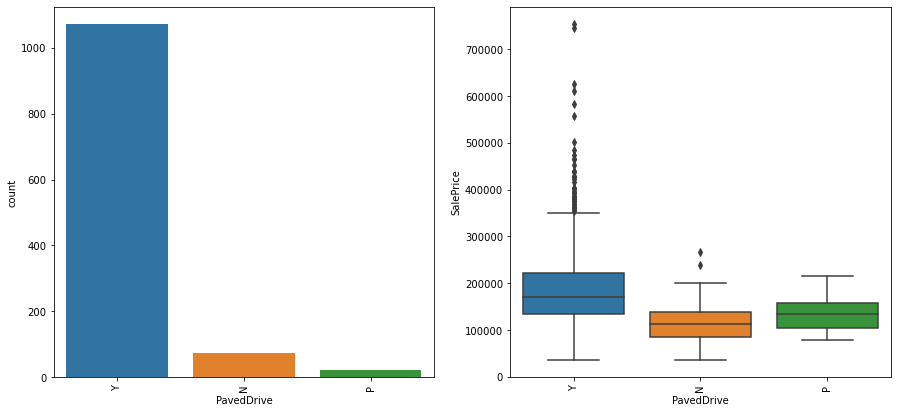 count
1000
800
600
400
200
0
Y
N
P
PavedDrive
SalePrice
700000
600000
500000
400000
300000
200000
100000
0
Y
N
P
PavedDrive